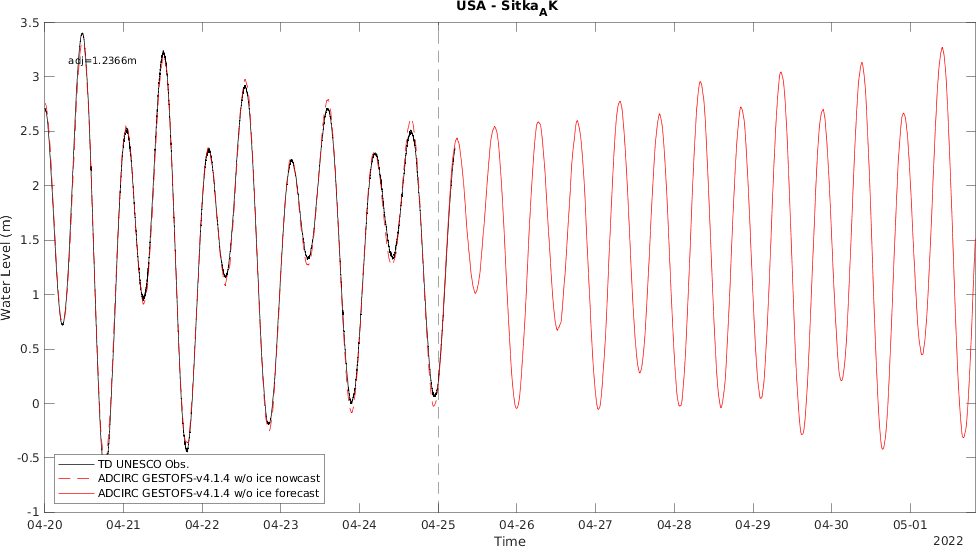 USA - Sitka_AK
adj=1.2366m
3.5
3
2.5
2
1.5
1
0.5
0
-0.5
-1
Water Level (m)
TD UNESCO Obs.
ADCIRC GESTOFS-v4.1.4 w/o ice nowcast
ADCIRC GESTOFS-v4.1.4 w/o ice forecast
04-20 04-21 04-22 04-23 04-24 04-25 04-26 04-27 04-28 04-29 04-30 05-01
Time
2022